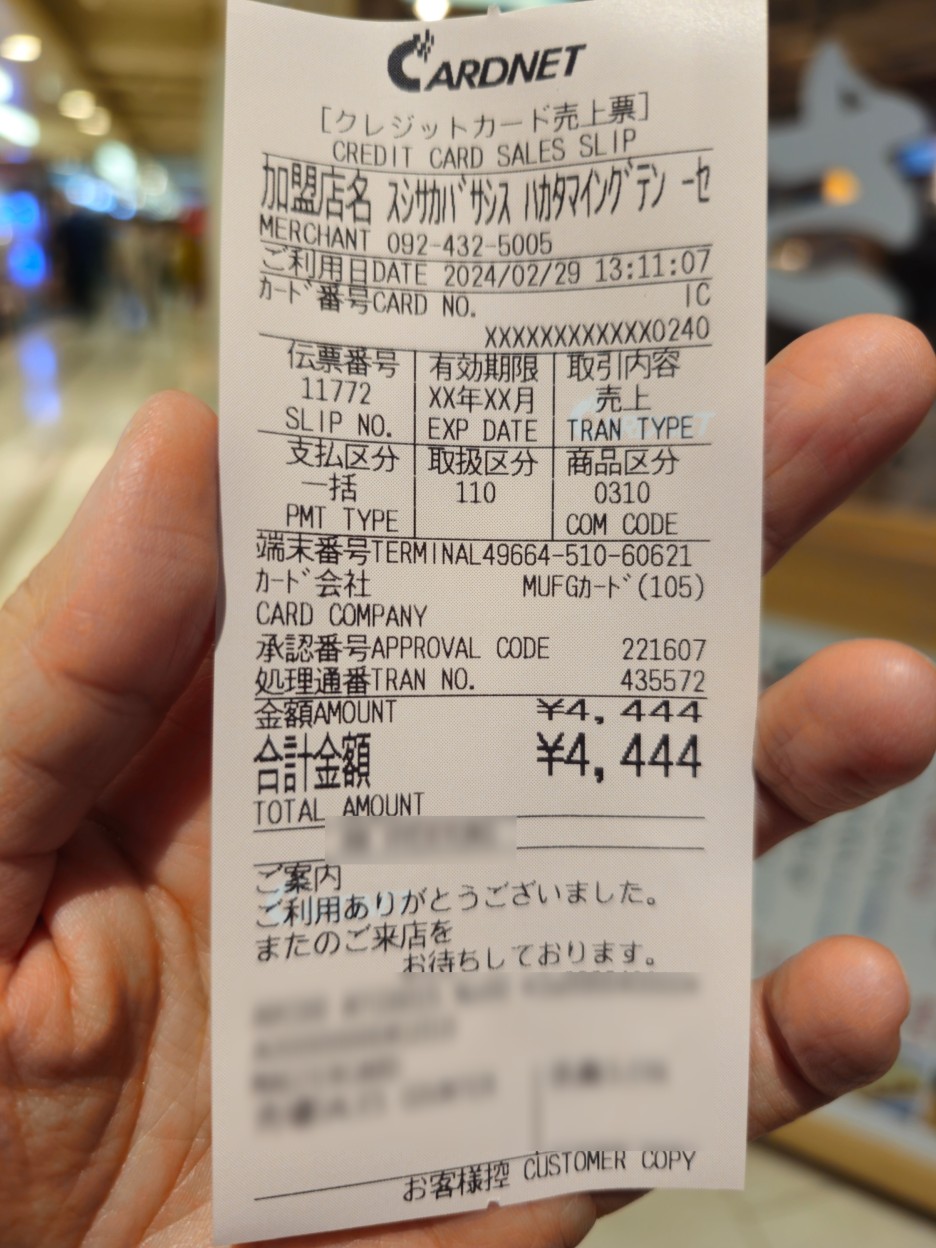 CARDNET
[クレジットカード売上票]
CREDIT CARD SALES SLIP
加盟店名 ｽｼｻｶﾊﾞｻｼｽ ﾊｶﾀﾏｲﾝｸﾞﾃﾝ ｰｾ
MERCHANT 092-432-5005
ご利用日DATE 2024/02/29 13:11:07
ｶｰﾄﾞ番号CARD NO. IC
XXXXXXXXXXXX0240
伝票番号 有効期限 取引内容
11772 XX年XX月 売上
SLIP NO. EXP DATE TRAN TYPE
支払区分 取扱区分 商品区分
一括 110 0310
PMT TYPE COM CODE
端末番号TERMINAL49664-510-60621
ｶｰﾄﾞ会社 MUFGｶｰﾄﾞ(105)
CARD COMPANY
承認番号APPROVAL CODE 221607
処理通番TRAN NO. 435572
金額AMOUNT ¥4,444
合計金額 ¥4,444
TOTAL AMOUNT
ご案内
ご利用ありがとうございました。
またのご来店を
お待ちしております。
お客様控 CUSTOMER COPY